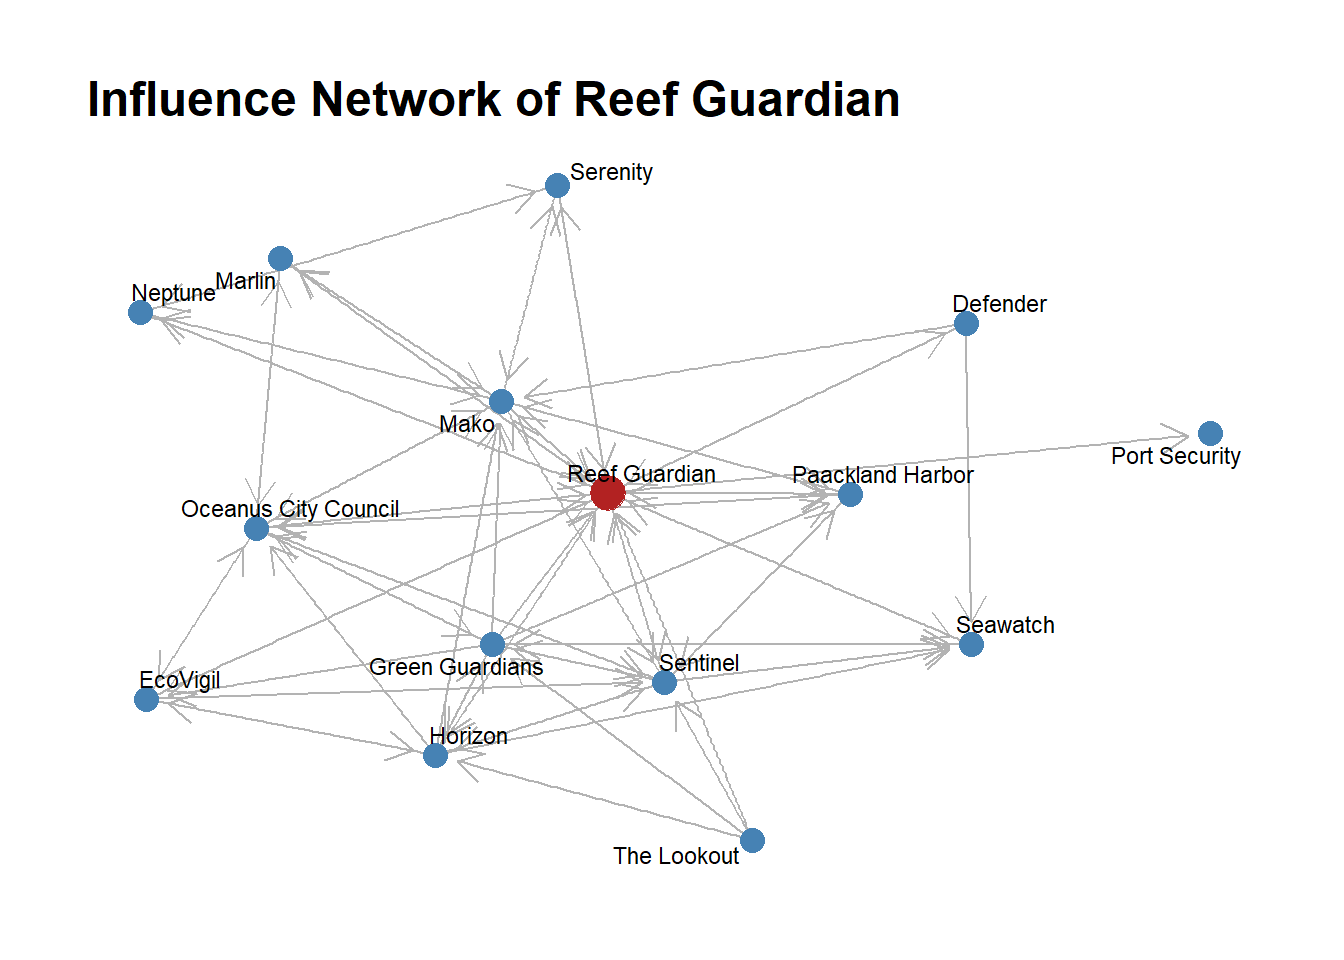 Influence Network of Reef Guardian
Serenity
Marlin
Neptune
Defender
Mako
Port Security
Reef Guardian
Paackland Harbor
Oceanus City Council
Seawatch
Green Guardians
Sentinel
EcoVigil
Horizon
The Lookout